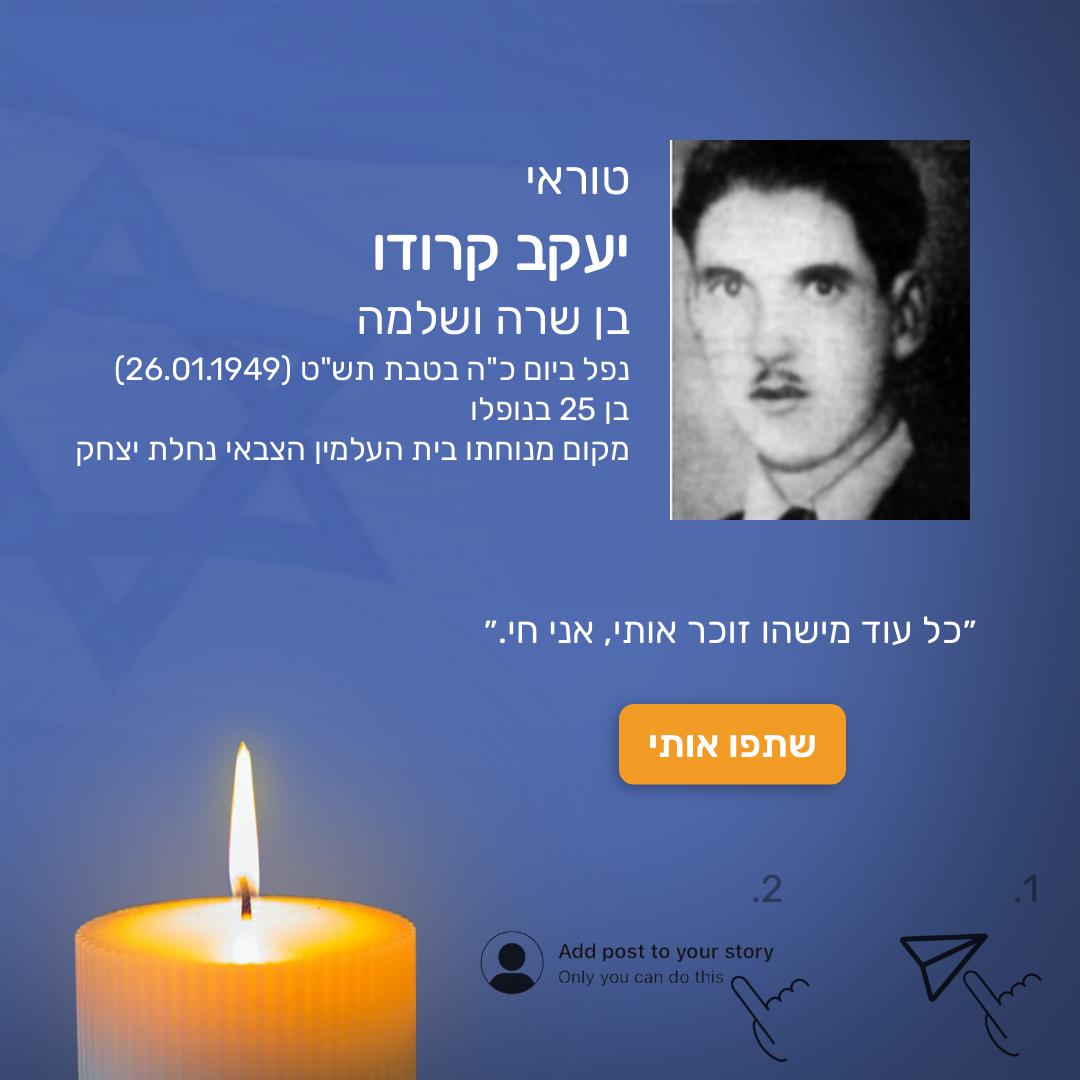 טוראי
יעקב קרודו
בן שרה ושלמה
נפל ביום כ"ה בטבת תש"ט (26.01.1949)
בן 25 בנופלו
מקום מנוחתו בית העלמין הצבאי נחלת יצחק
״כל עוד מישהו זוכר אותי, אני חי.״
שתפו אותי
1.
2.
Add post to your story
Only you can do this